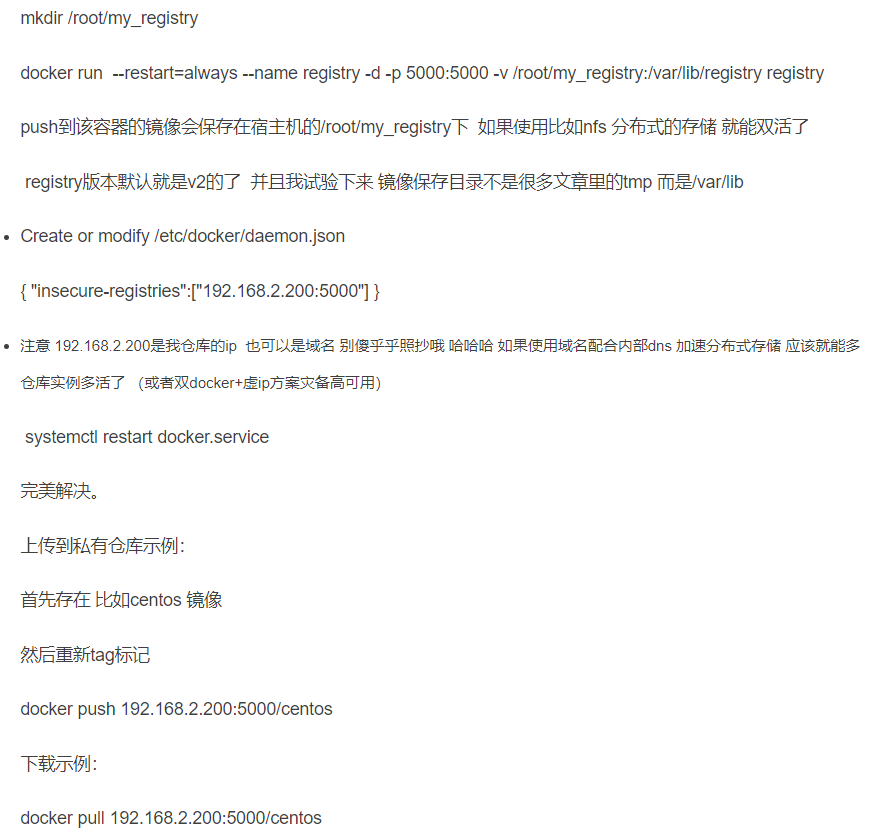 mkdir /root/my_registry
docker run  --restart=always --name registry -d -p 5000:5000 -v /root/my_registry:/var/lib/registry registry
push到该容器的镜像会保存在宿主机的/root/my_registry下  如果使用比如nfs 分布式的存储 就能双活了
registry版本默认就是v2的了  并且我试验下来 镜像保存目录不是很多文章里的tmp 而是/var/lib
• Create or modify /etc/docker/daemon.json
{ "insecure-registries":["192.168.2.200:5000"] }
• 注意 192.168.2.200是我仓库的ip  也可以是域名 别傻乎乎照抄哦 哈哈哈 如果使用域名配合内部dns 加速分布式存储 应该就能多
仓库实例多活了 （或者双docker+虚ip方案灾备高可用）
systemctl restart docker.service
完美解决。
上传到私有仓库示例：
首先存在 比如centos 镜像
然后重新tag标记
docker push 192.168.2.200:5000/centos
下载示例：
docker pull 192.168.2.200:5000/centos